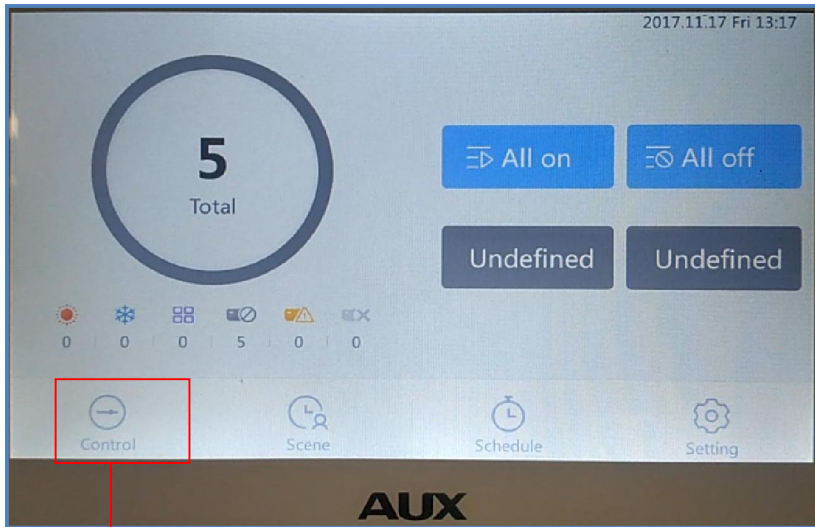 2017.11.17 Fri 13:17
5
Total
All on
All off
Undefined
Undefined
0 0 0 5 0 0
Control
Scene
Schedule
Setting
AUX